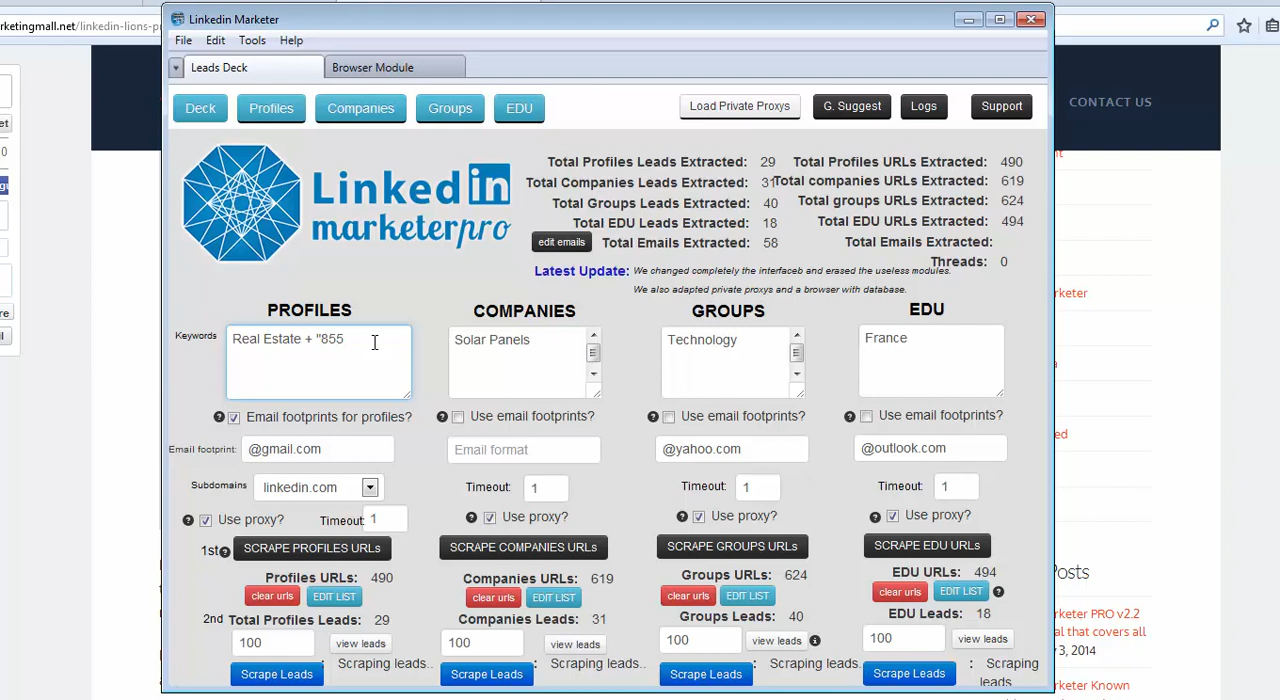 Linkedin Marketer
rketingmall.net/linkedin-lions-p
File Edit Tools Help
Leads Deck Browser Module
Deck Profiles Companies Groups EDU Load Private Proxys G. Suggest Logs Support
CONTACT US
Linkedin
marketerpro
Total Profiles Leads Extracted: 29 Total Profiles URLs Extracted: 490
Total Companies Leads Extracted: 31 Total companies URLs Extracted: 619
Total Groups Leads Extracted: 40 Total groups URLs Extracted: 624
Total EDU Leads Extracted: 18 Total EDU URLs Extracted: 494
edit emails Total Emails Extracted: 58 Total Emails Extracted:
Threads: 0
Latest Update: We changed completely the interfaceb and erased the useless modules.
We also adapted private proxys and a browser with database.
PROFILES COMPANIES GROUPS EDU
Keywords Real Estate + "855 Solar Panels Technology France
Email footprints for profiles? Use email footprints? Use email footprints? Use email footprints?
Email footprint: @gmail.com Email format @yahoo.com @outlook.com
Subdomains linkedin.com Timeout: 1 Timeout: 1 Timeout: 1
Use proxy? Timeout: 1 Use proxy? Use proxy? Use proxy?
1st SCRAPE PROFILES URLs SCRAPE COMPANIES URLs SCRAPE GROUPS URLs SCRAPE EDU URLs
Profiles URLs: 490 Companies URLs: 619 Groups URLs: 624 EDU URLs: 494
clear urls EDIT LIST clear urls EDIT LIST clear urls EDIT LIST clear urls EDIT LIST
2nd Total Profiles Leads: 29 Companies Leads: 31 Groups Leads: 40 EDU Leads: 18
100 view leads 100 view leads 100 view leads 100 view leads
Scrape Leads : Scraping leads.. Scrape Leads : Scraping leads.. Scrape Leads : Scraping leads. Scrape Leads : Scraping
leads
rketer
ed
Posts
rketer PRO v2.2
al that covers all
3, 2014
rketer Known